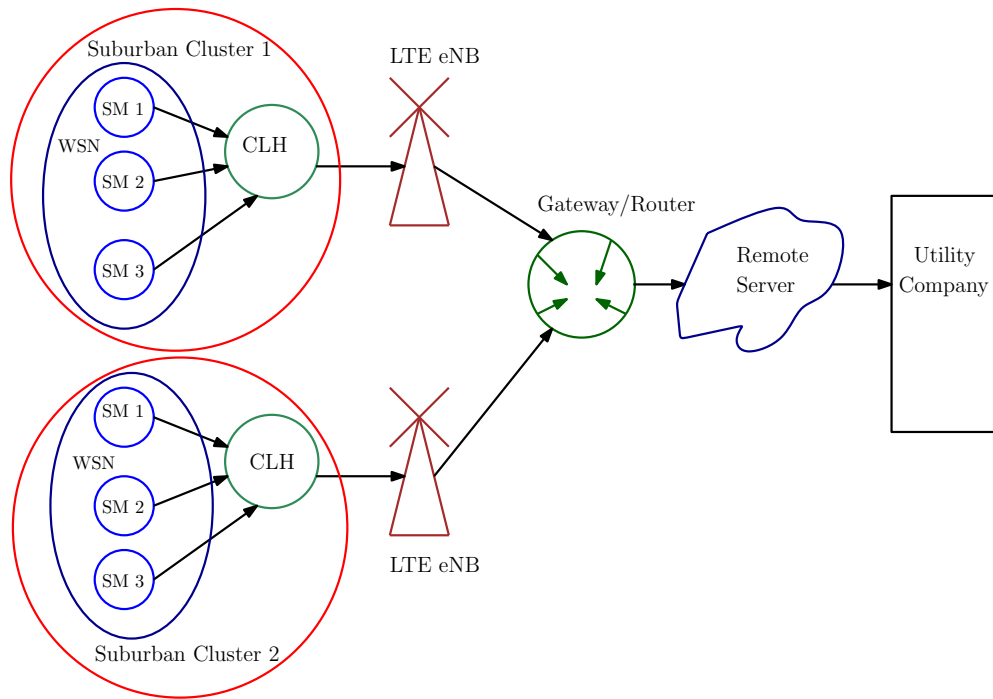 Suburban Cluster 1
LTE eNB
SM 1
WSN
CLH
SM 2
SM 3
Gateway/Router
Remote
Server
Utility
Company
SM 1
WSN
CLH
SM 2
SM 3
LTE eNB
Suburban Cluster 2